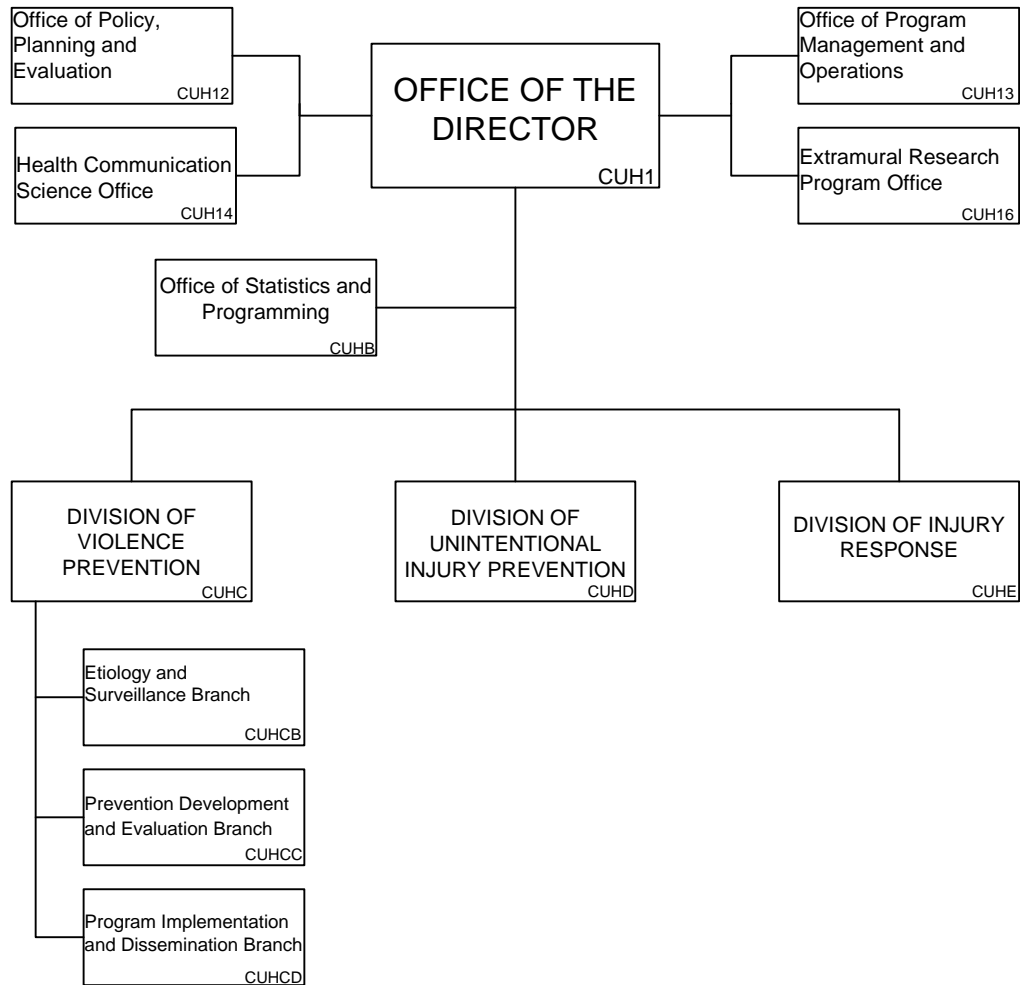 Office of Policy,
Planning and
Evaluation
CUH12
OFFICE OF THE
DIRECTOR
CUH1
Office of Program
Management and
Operations
CUH13
Health Communication
Science Office
CUH14
Extramural Research
Program Office
CUH16
Office of Statistics and
Programming
CUHB
DIVISION OF
VIOLENCE
PREVENTION
CUHC
DIVISION OF
UNINTENTIONAL
INJURY PREVENTION
CUHD
DIVISION OF INJURY
RESPONSE
CUHE
Etiology and
Surveillance Branch
CUHCB
Prevention Development
and Evaluation Branch
CUHCC
Program Implementation
and Dissemination Branch
CUHCD